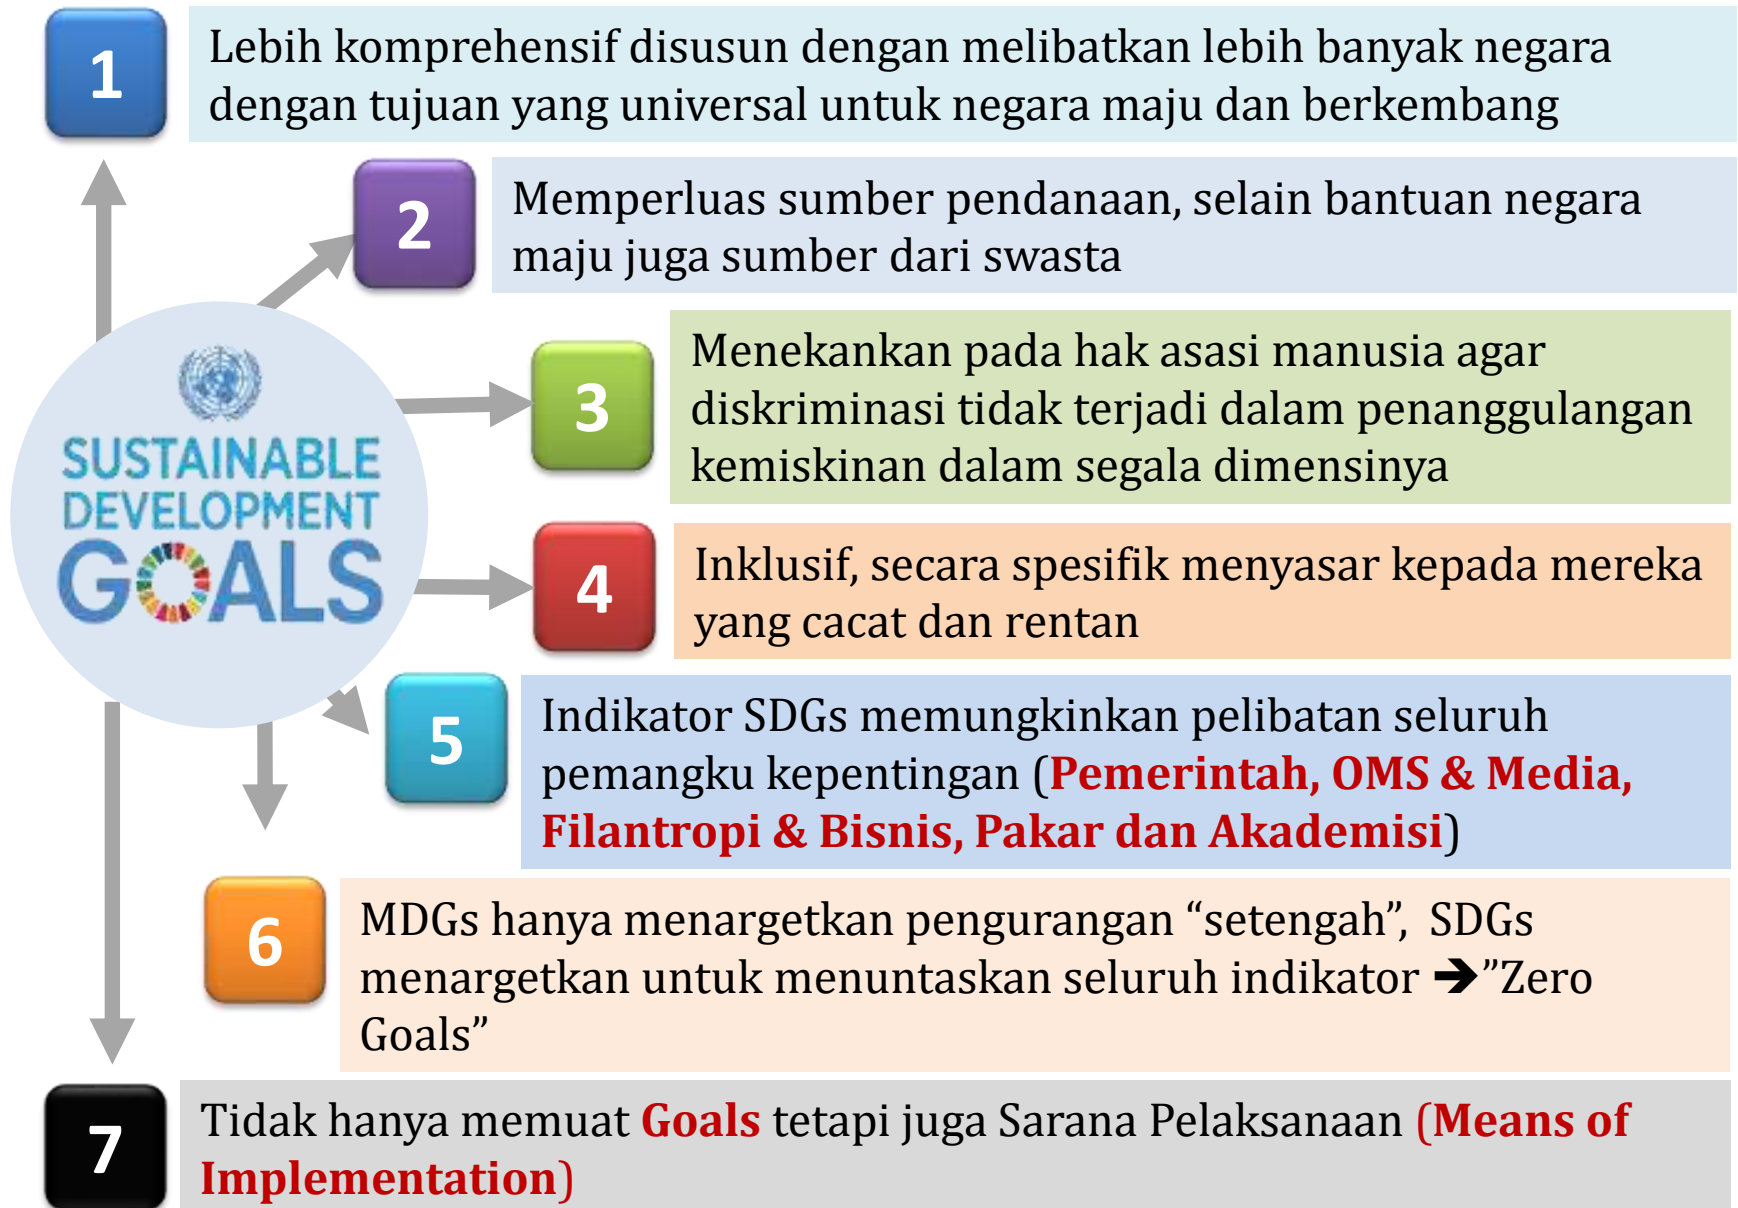 1
Lebih komprehensif disusun dengan melibatkan lebih banyak negara
dengan tujuan yang universal untuk negara maju dan berkembang
2
Memperluas sumber pendanaan, selain bantuan negara
maju juga sumber dari swasta
SUSTAINABLE
DEVELOPMENT
GOALS
3
Menekankan pada hak asasi manusia agar
diskriminasi tidak terjadi dalam penanggulangan
kemiskinan dalam segala dimensinya
4
Inklusif, secara spesifik menyasar kepada mereka
yang cacat dan rentan
5
Indikator SDGs memungkinkan pelibatan seluruh
pemangku kepentingan (Pemerintah, OMS & Media,
Filantropi & Bisnis, Pakar dan Akademisi)
6
MDGs hanya menargetkan pengurangan “setengah”, SDGs
menargetkan untuk menuntaskan seluruh indikator ➔”Zero
Goals”
7
Tidak hanya memuat Goals tetapi juga Sarana Pelaksanaan (Means of
Implementation)